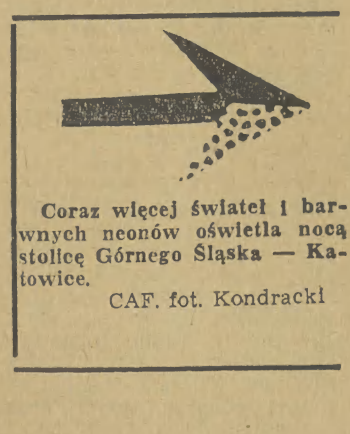 Coraz więcej świateł i bar-
wnych neonów oświetla nocą
stolicę Górnego Śląska — Ka-
towice.
CAF. fot. Kondracki